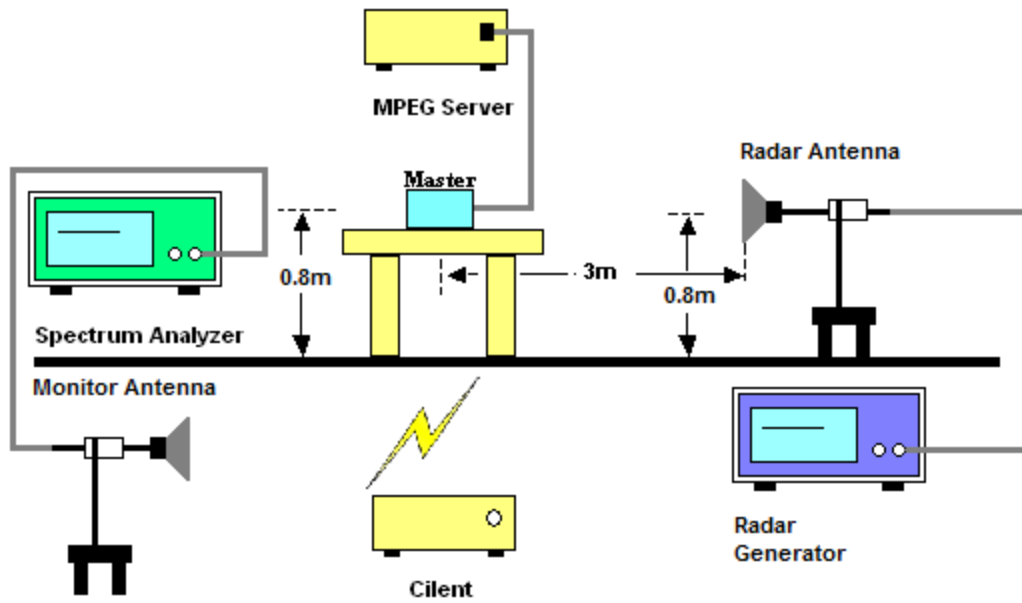 MPEG Server
Radar Antenna
Master
0.8m
3m
0.8m
Spectrum Analyzer
Monitor Antenna
Radar
Generator
Cilent